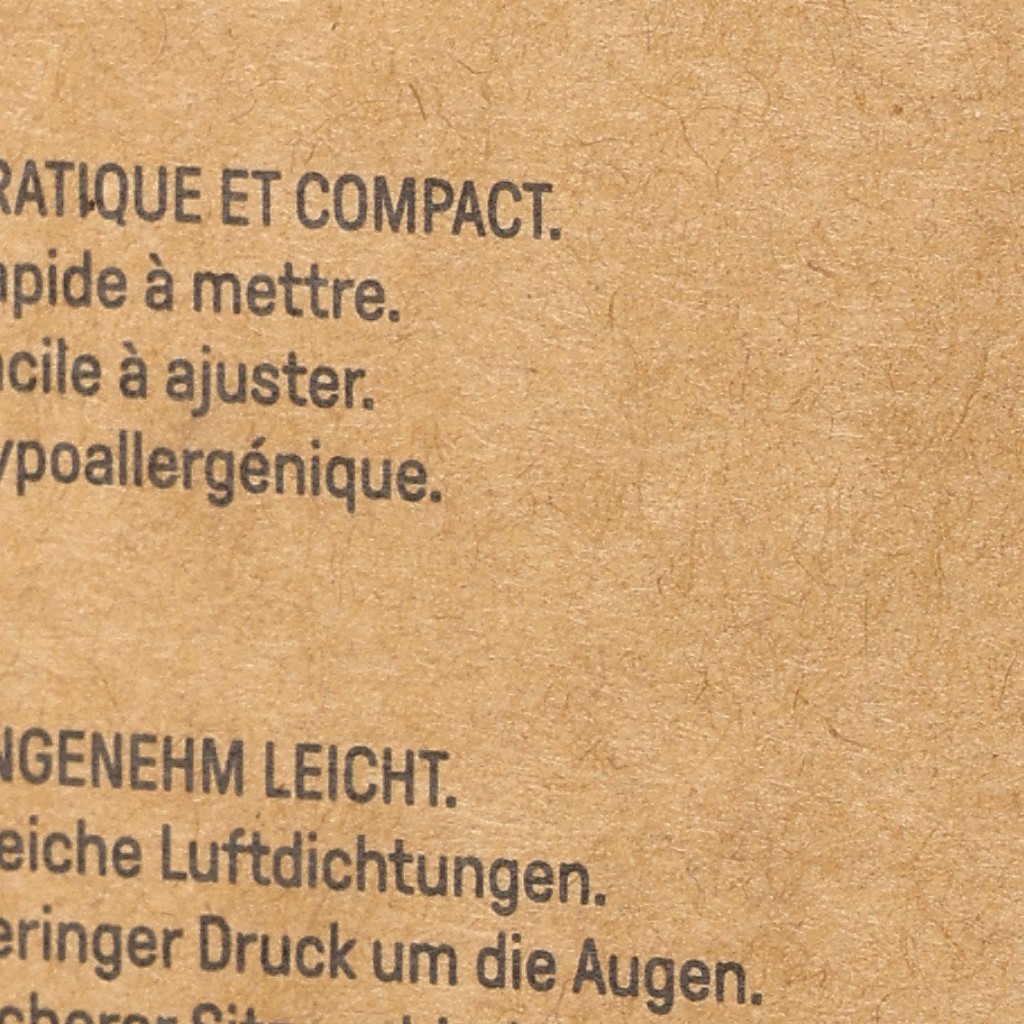 RATIQUE ET COMPACT.
apide à mettre.
acile à ajuster.
ypoallergénique.
NGENEHM LEICHT.
eiche Luftdichtungen.
eringer Druck um die Augen.